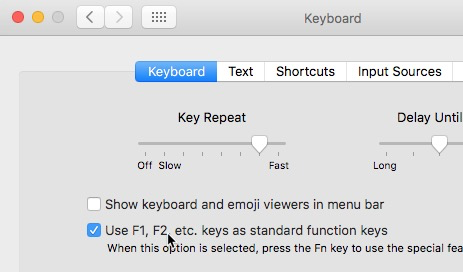 Keyboard
Keyboard Text Shortcuts Input Sources
Key Repeat Delay Until
Off Slow Fast Long
Show keyboard and emoji viewers in menu bar
Use F1, F2, etc. keys as standard function keys
When this option is selected, press the Fn key to use the special fea